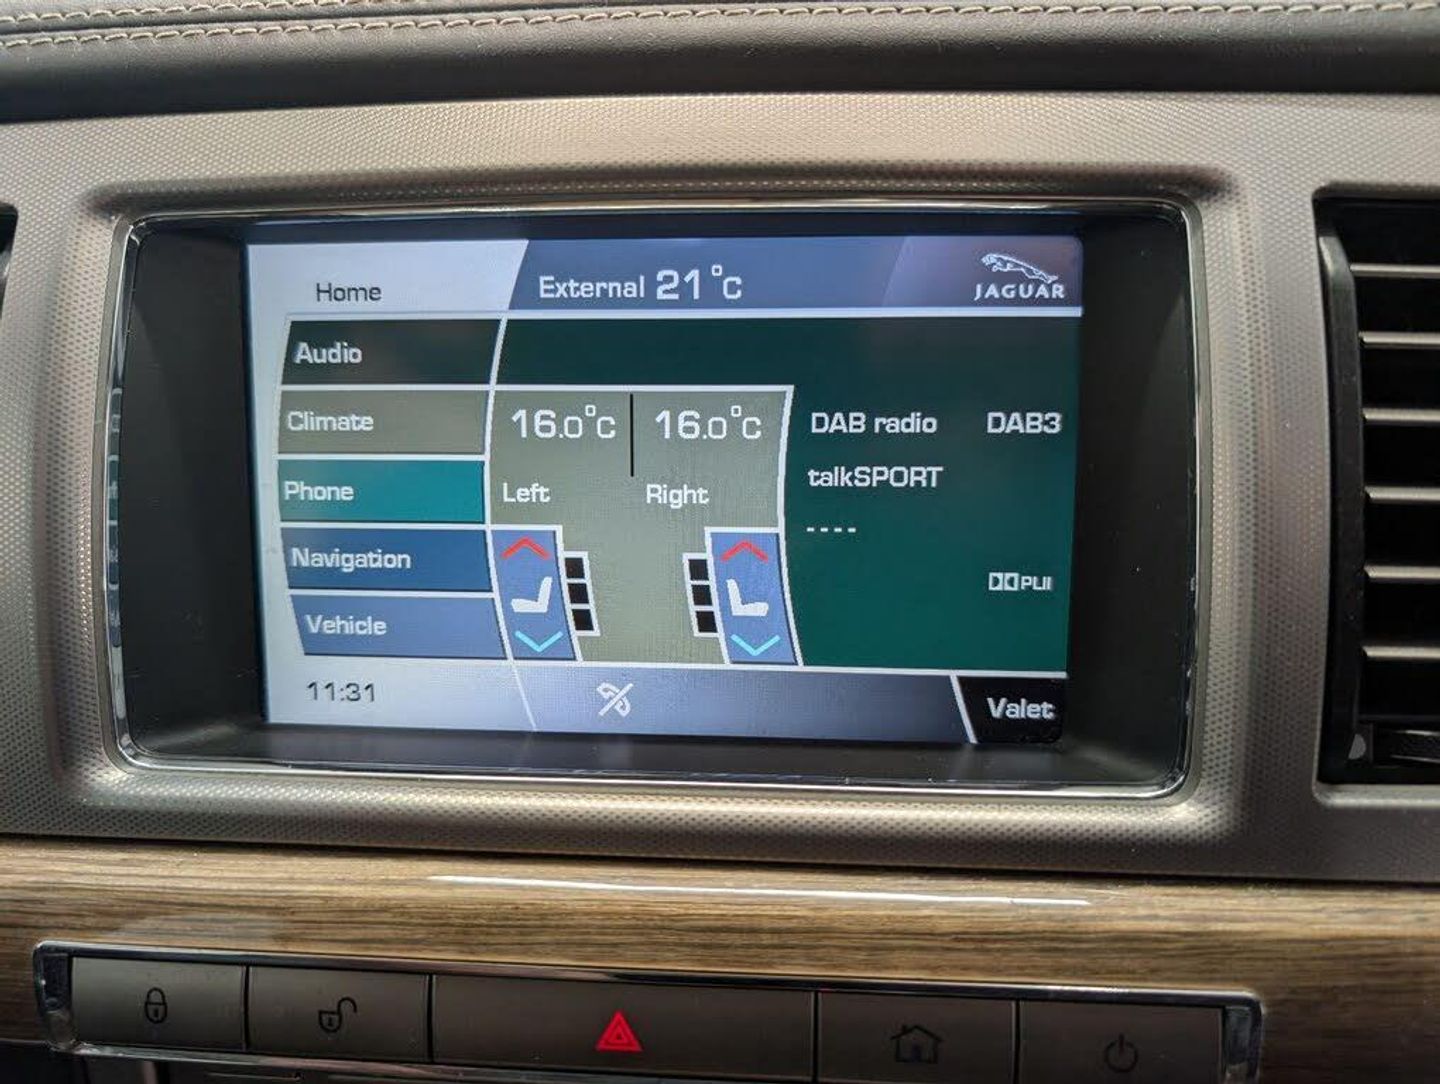 Home
External 21°C
JAGUAR
Audio
Climate
16.0°C
16.0°C
DAB radio
DAB3
Phone
Left
Right
talkSPORT
----
Navigation
PLII
Vehicle
11:31
Valet